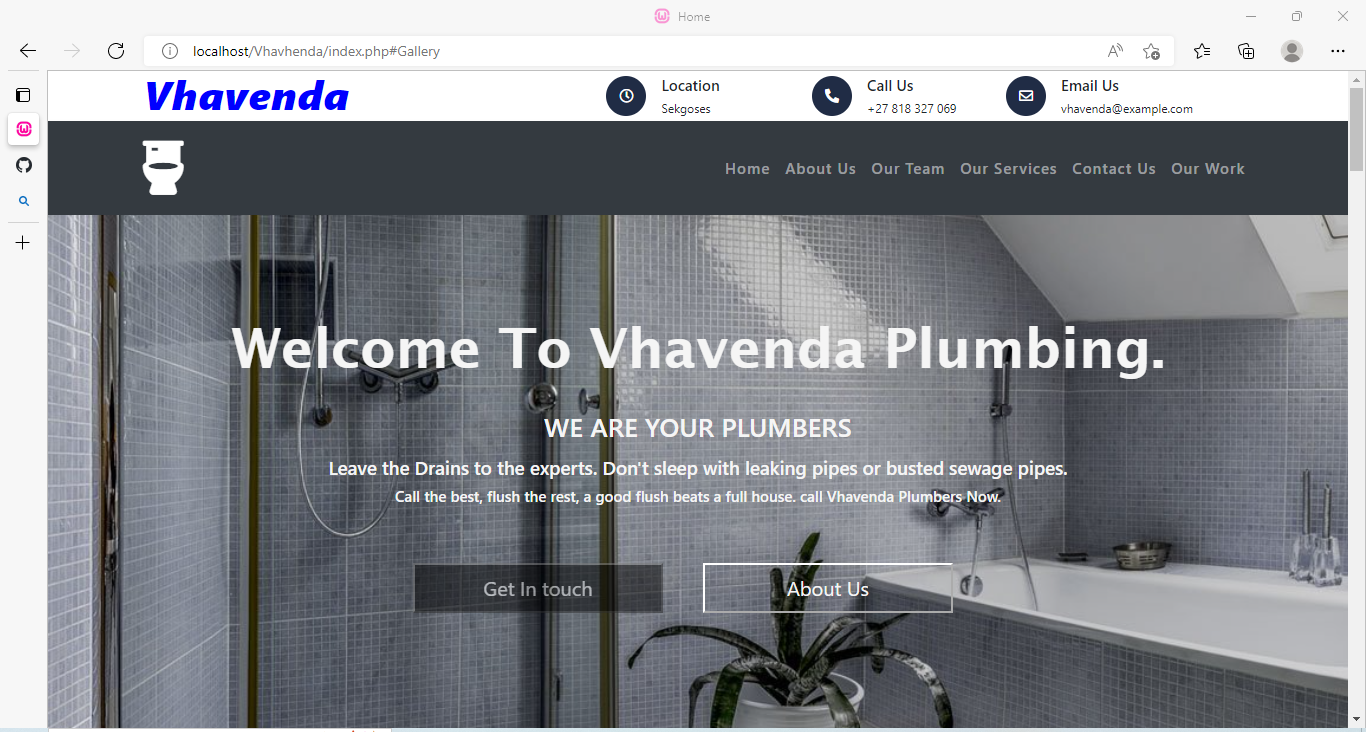 Home
localhost/Vhavhenda/index.php#Gallery
Vhavenda
Location
Sekgoses
Call Us
+27 818 327 069
Email Us
vhavenda@example.com
Home About Us Our Team Our Services Contact Us Our Work
Welcome To Vhavenda Plumbing.
WE ARE YOUR PLUMBERS
Leave the Drains to the experts. Don't sleep with leaking pipes or busted sewage pipes.
Call the best, flush the rest, a good flush beats a full house. call Vhavenda Plumbers Now.
Get In touch
About Us